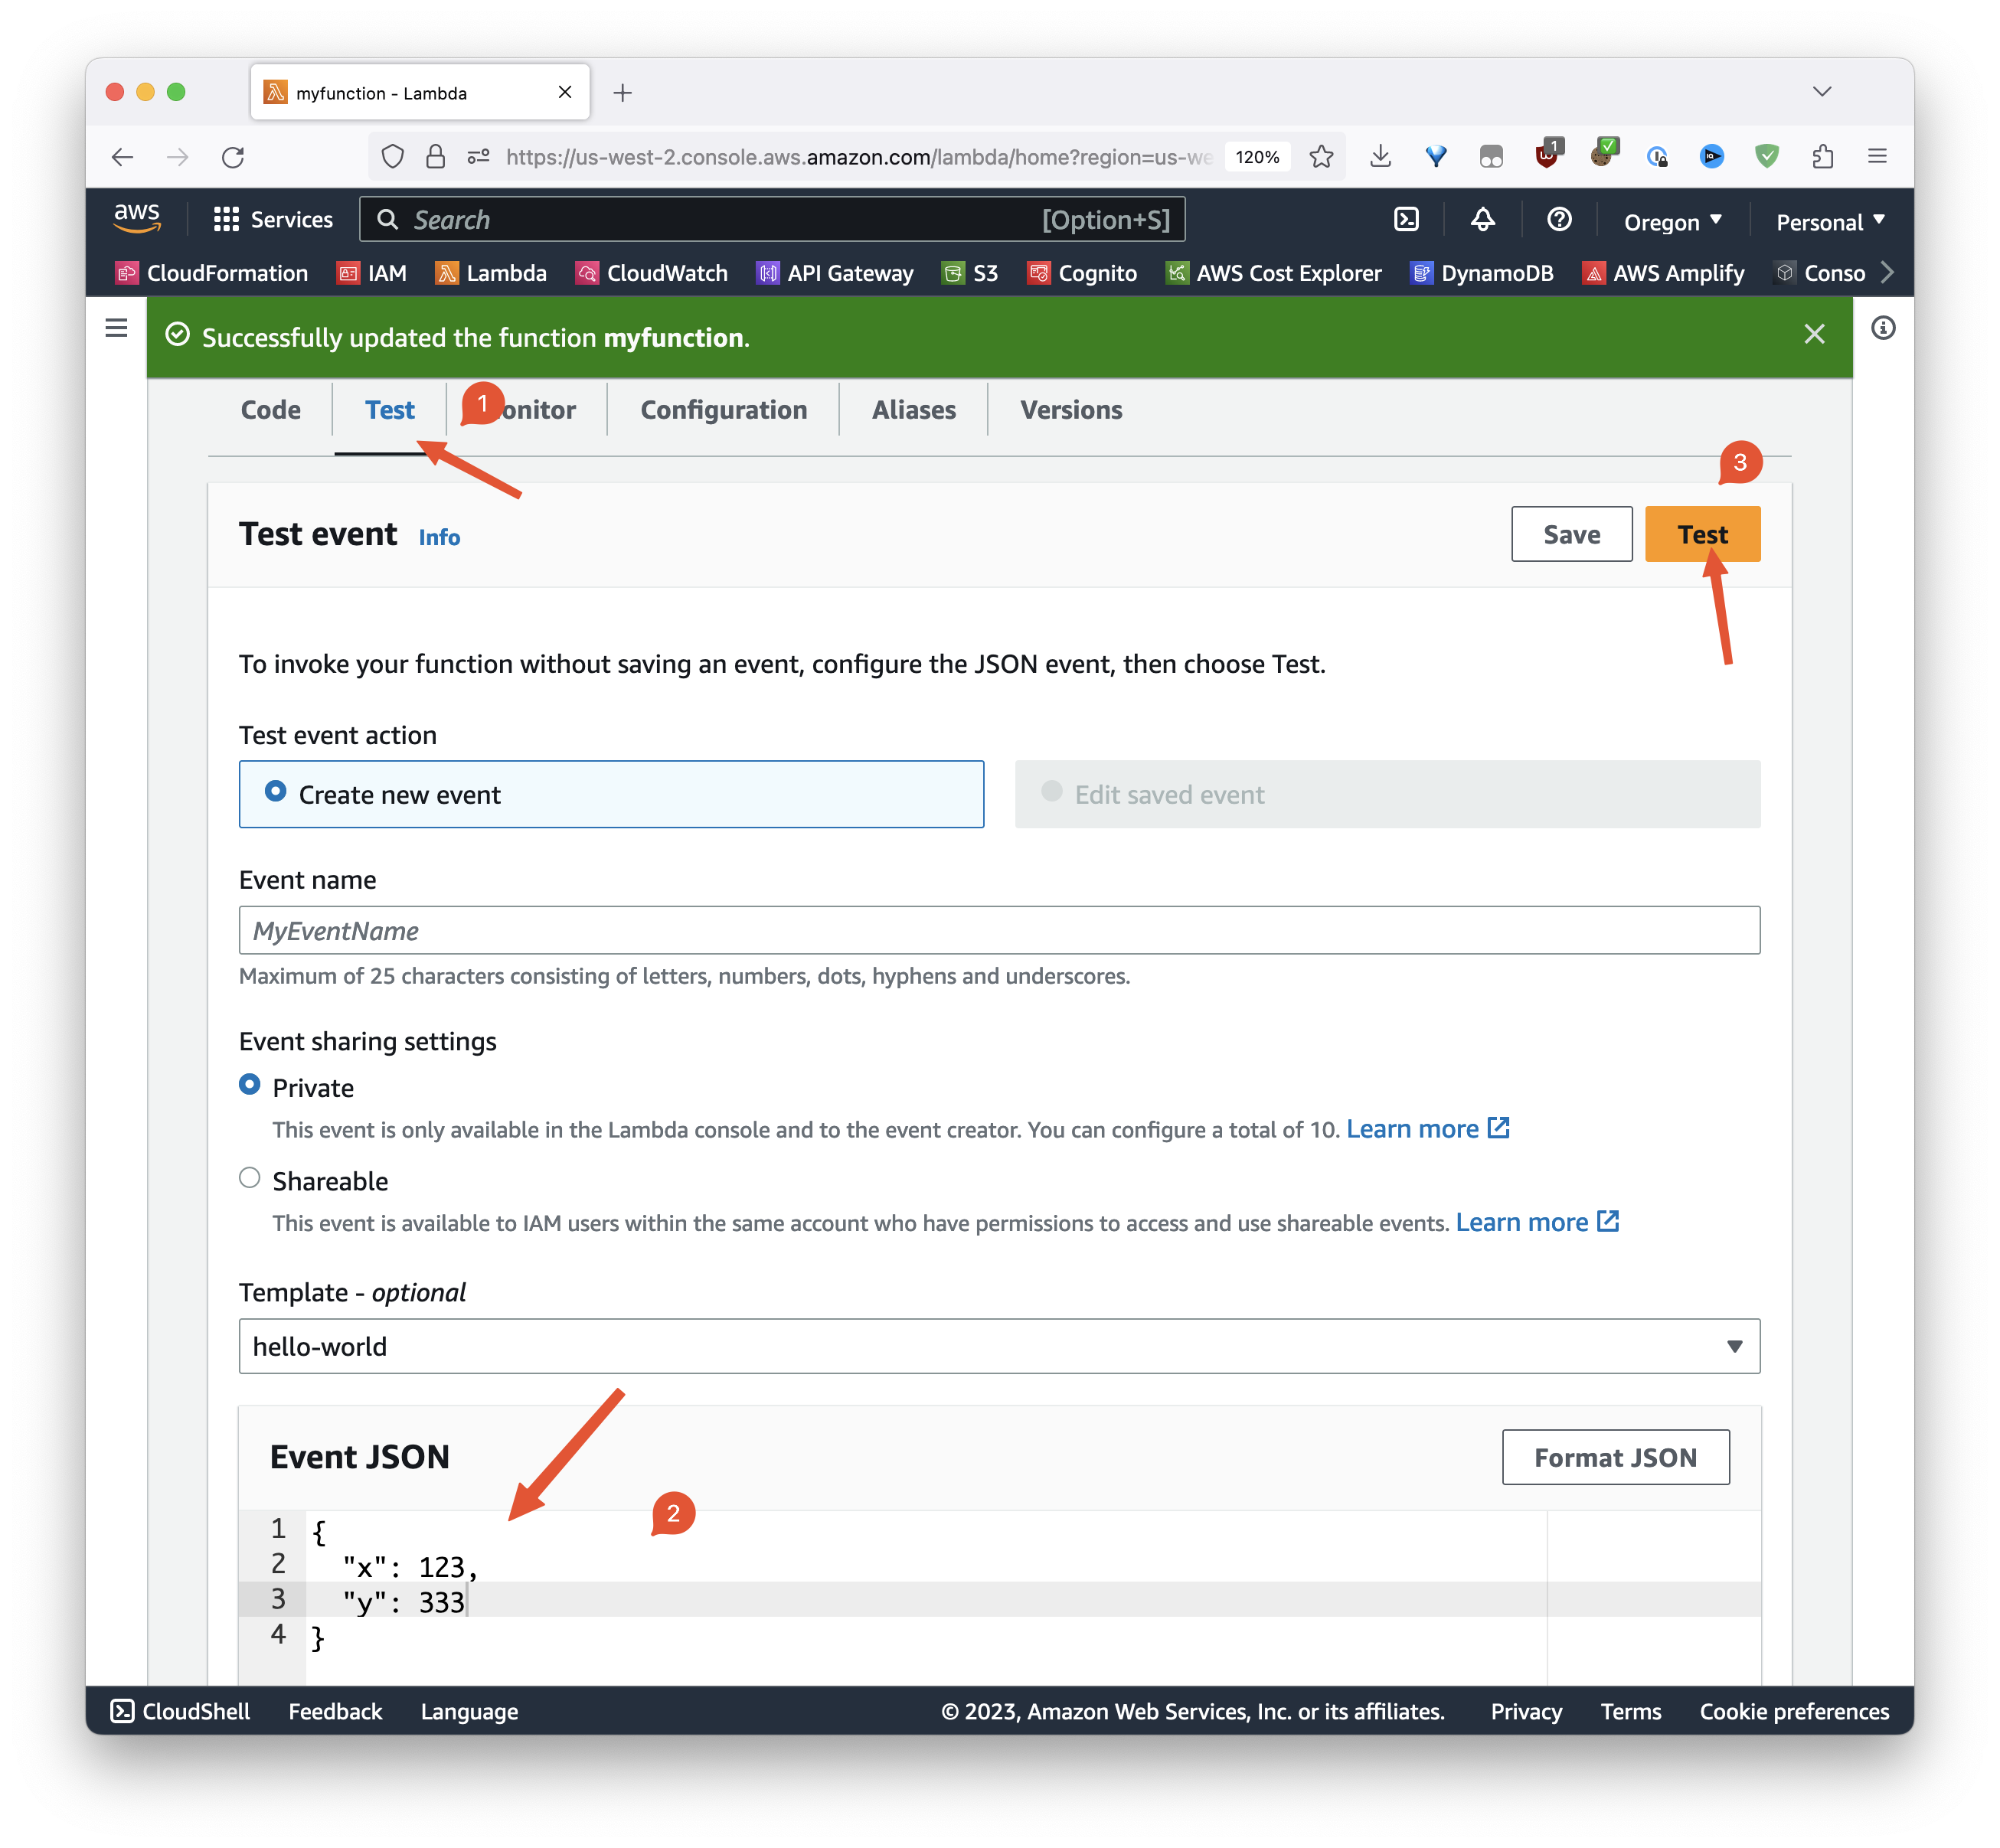 myfunction - Lambda
https://us-west-2.console.aws.amazon.com/lambda/home?region=us-we 120% 1
aws Services Search [Option+S] Oregon Personal
CloudFormation IAM Lambda CloudWatch API Gateway S3 Cognito AWS Cost Explorer DynamoDB AWS Amplify Conso
Successfully updated the function myfunction.
Code Test 1 onitor Configuration Aliases Versions
3
Test event Info Save Test
To invoke your function without saving an event, configure the JSON event, then choose Test.
Test event action
Create new event Edit saved event
Event name
MyEventName
Maximum of 25 characters consisting of letters, numbers, dots, hyphens and underscores.
Event sharing settings
Private
This event is only available in the Lambda console and to the event creator. You can configure a total of 10. Learn more
Shareable
This event is available to IAM users within the same account who have permissions to access and use shareable events. Learn more
Template - optional
hello-world
Event JSON Format JSON
2
1 {
2 "x": 123,
3 "y": 333
4 }
CloudShell Feedback Language © 2023, Amazon Web Services, Inc. or its affiliates. Privacy Terms Cookie preferences